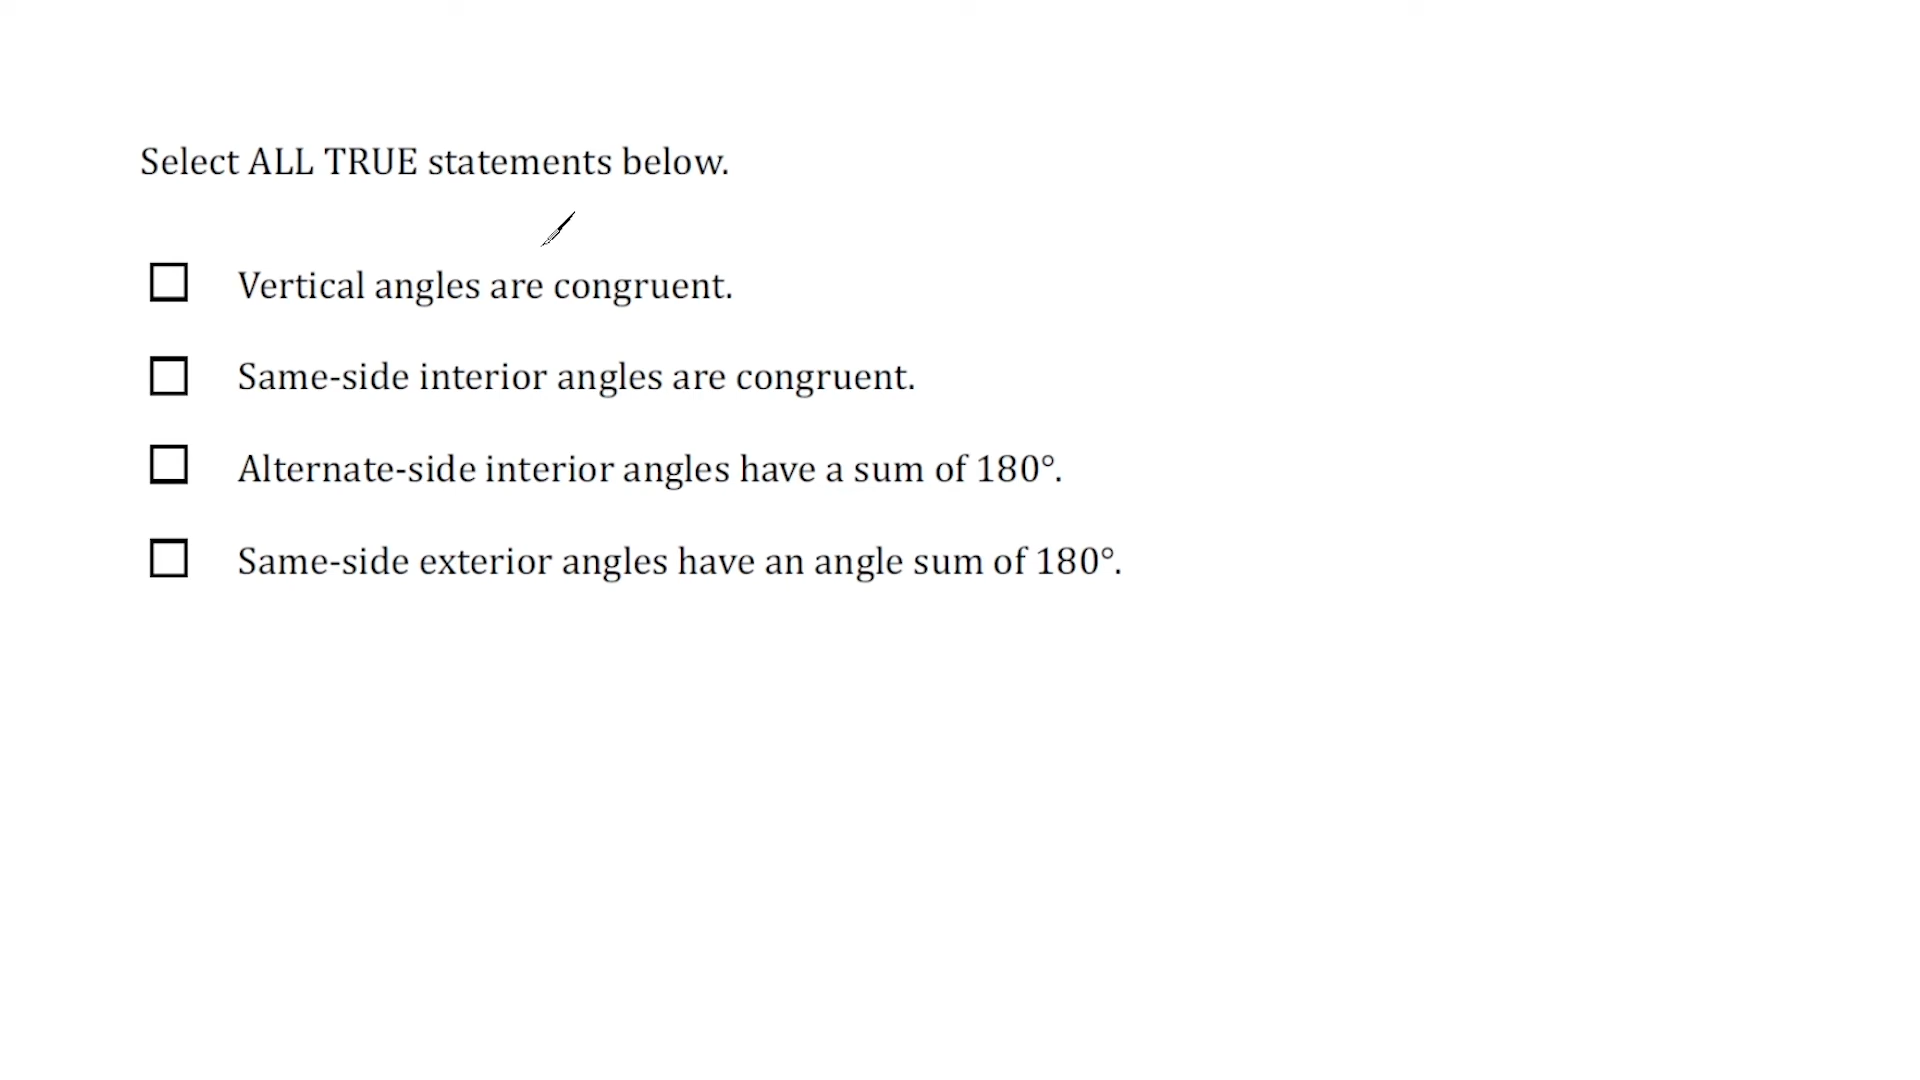 Select ALL TRUE statements below.
Vertical angles are congruent.
Same-side interior angles are congruent.
Alternate-side interior angles have a sum of 180°.
Same-side exterior angles have an angle sum of 180°.